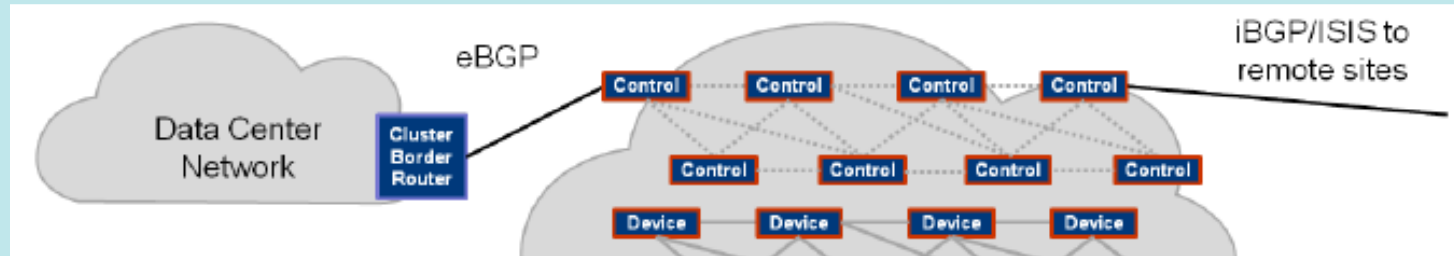 eBGP
iBGP/ISIS to
remote sites
Control Control Control Control
Data Center
Network
Cluster
Border
Router
Control Control Control Control
Device Device Device Device